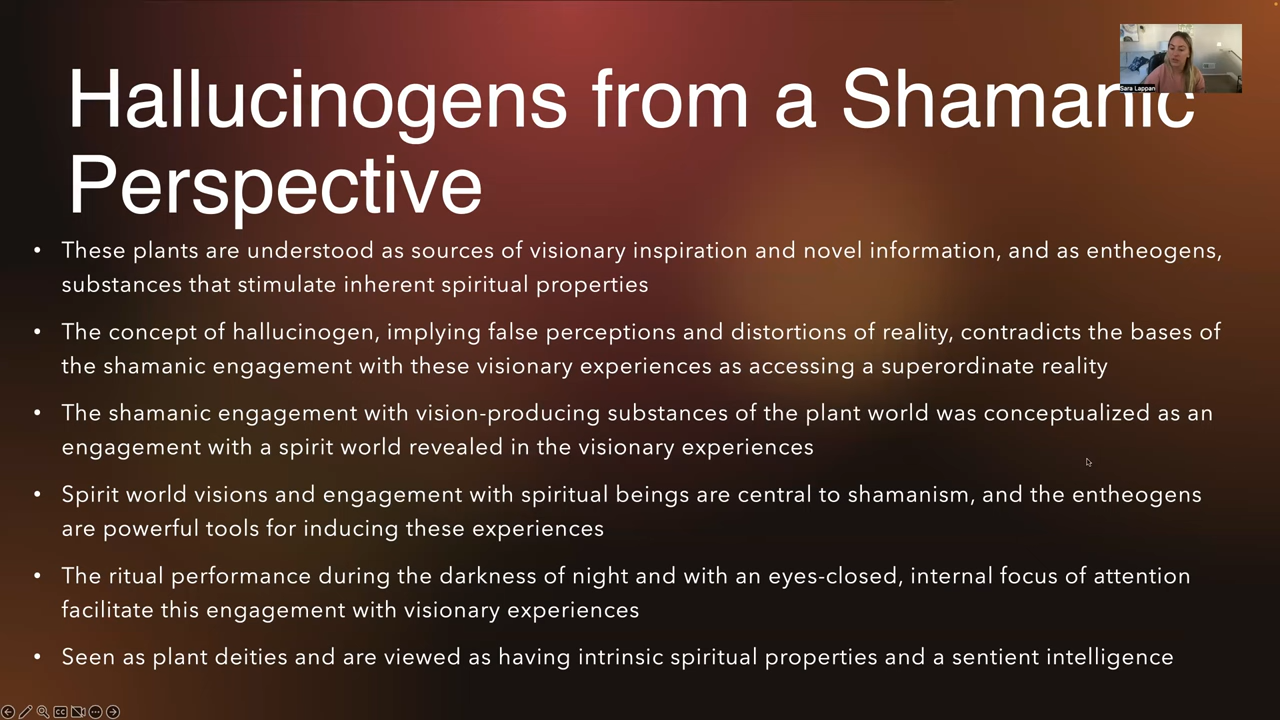 Hallucinogens from a Shamanic
Perspective
Sara Lappan
• These plants are understood as sources of visionary inspiration and novel information, and as entheogens,
substances that stimulate inherent spiritual properties
• The concept of hallucinogen, implying false perceptions and distortions of reality, contradicts the bases of
the shamanic engagement with these visionary experiences as accessing a superordinate reality
• The shamanic engagement with vision-producing substances of the plant world was conceptualized as an
engagement with a spirit world revealed in the visionary experiences
• Spirit world visions and engagement with spiritual beings are central to shamanism, and the entheogens
are powerful tools for inducing these experiences
• The ritual performance during the darkness of night and with an eyes-closed, internal focus of attention
facilitate this engagement with visionary experiences
• Seen as plant deities and are viewed as having intrinsic spiritual properties and a sentient intelligence
CC